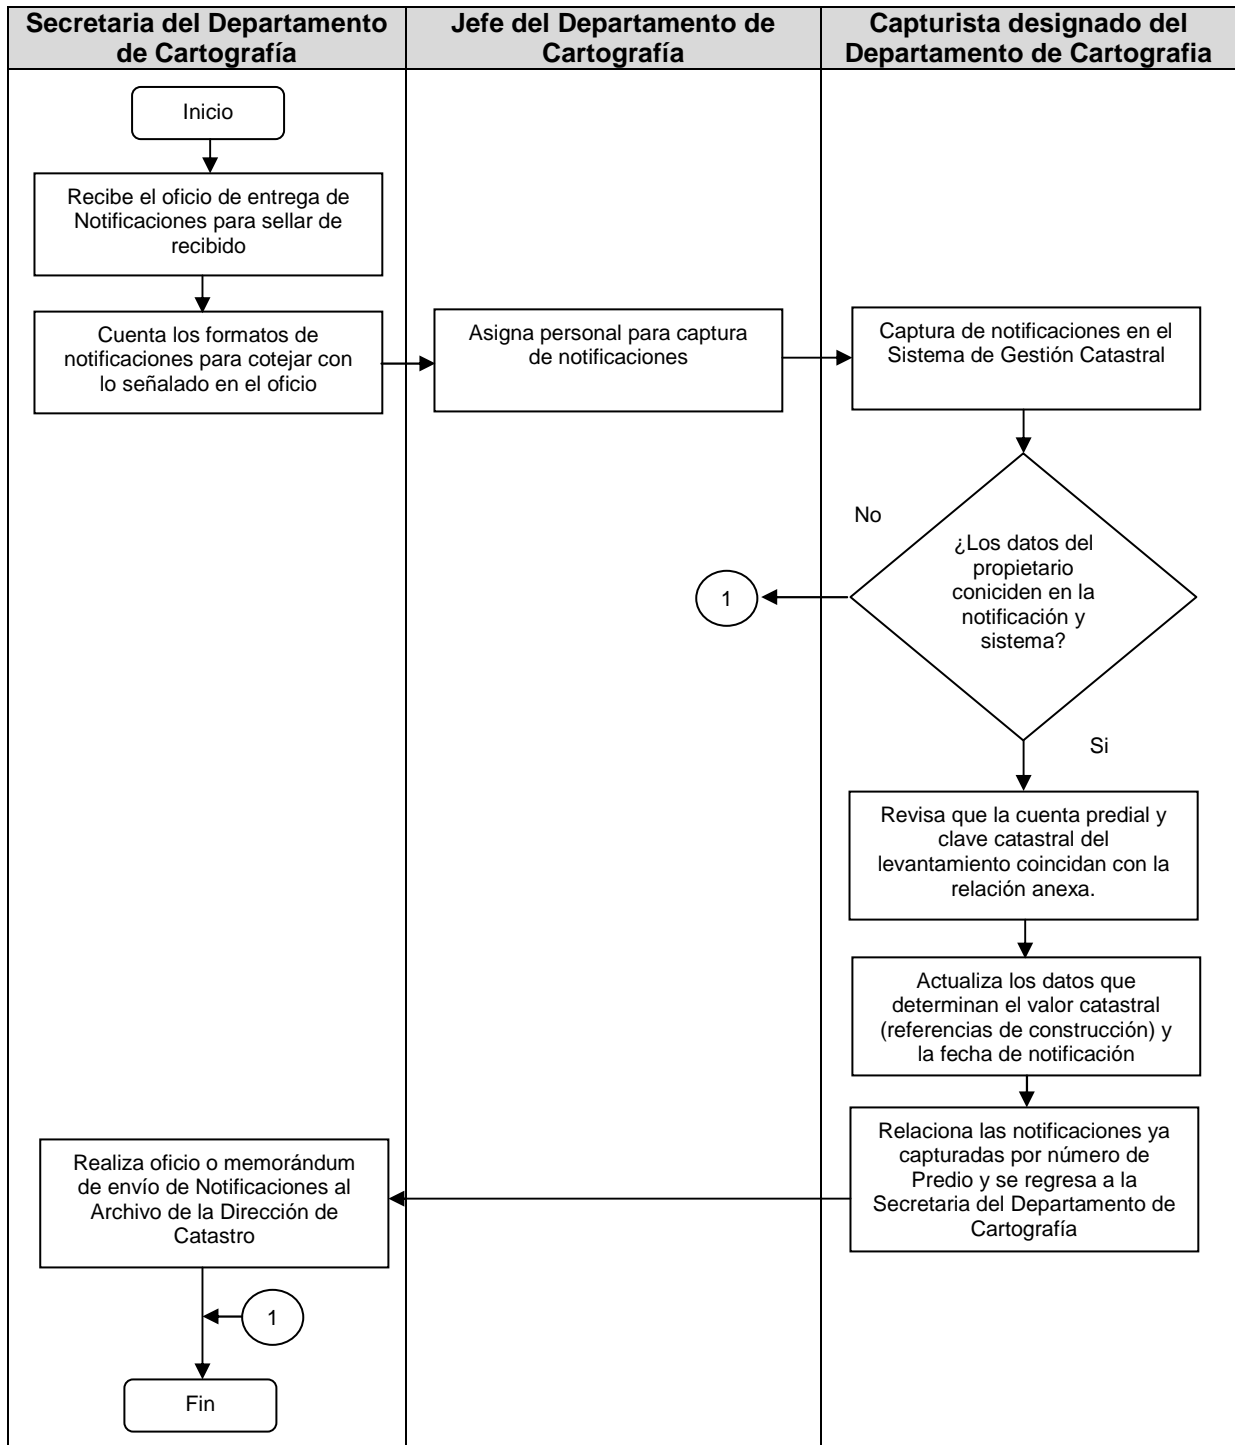 Secretaria del Departamento
de Cartografía
Jefe del Departamento de
Cartografía
Capturista designado del
Departamento de Cartografia
Inicio
Recibe el oficio de entrega de
Notificaciones para sellar de
recibido
Cuenta los formatos de
notificaciones para cotejar con
lo señalado en el oficio
Asigna personal para captura
de notificaciones
Captura de notificaciones en el
Sistema de Gestión Catastral
No
¿Los datos del
propietario
coniciden en la
notificación y
sistema?
1
Si
Revisa que la cuenta predial y
clave catastral del
levantamiento coincidan con la
relación anexa.
Actualiza los datos que
determinan el valor catastral
(referencias de construcción) y
la fecha de notificación
Relaciona las notificaciones ya
capturadas por número de
Predio y se regresa a la
Secretaria del Departamento de
Cartografía
Realiza oficio o memorándum
de envío de Notificaciones al
Archivo de la Dirección de
Catastro
1
Fin